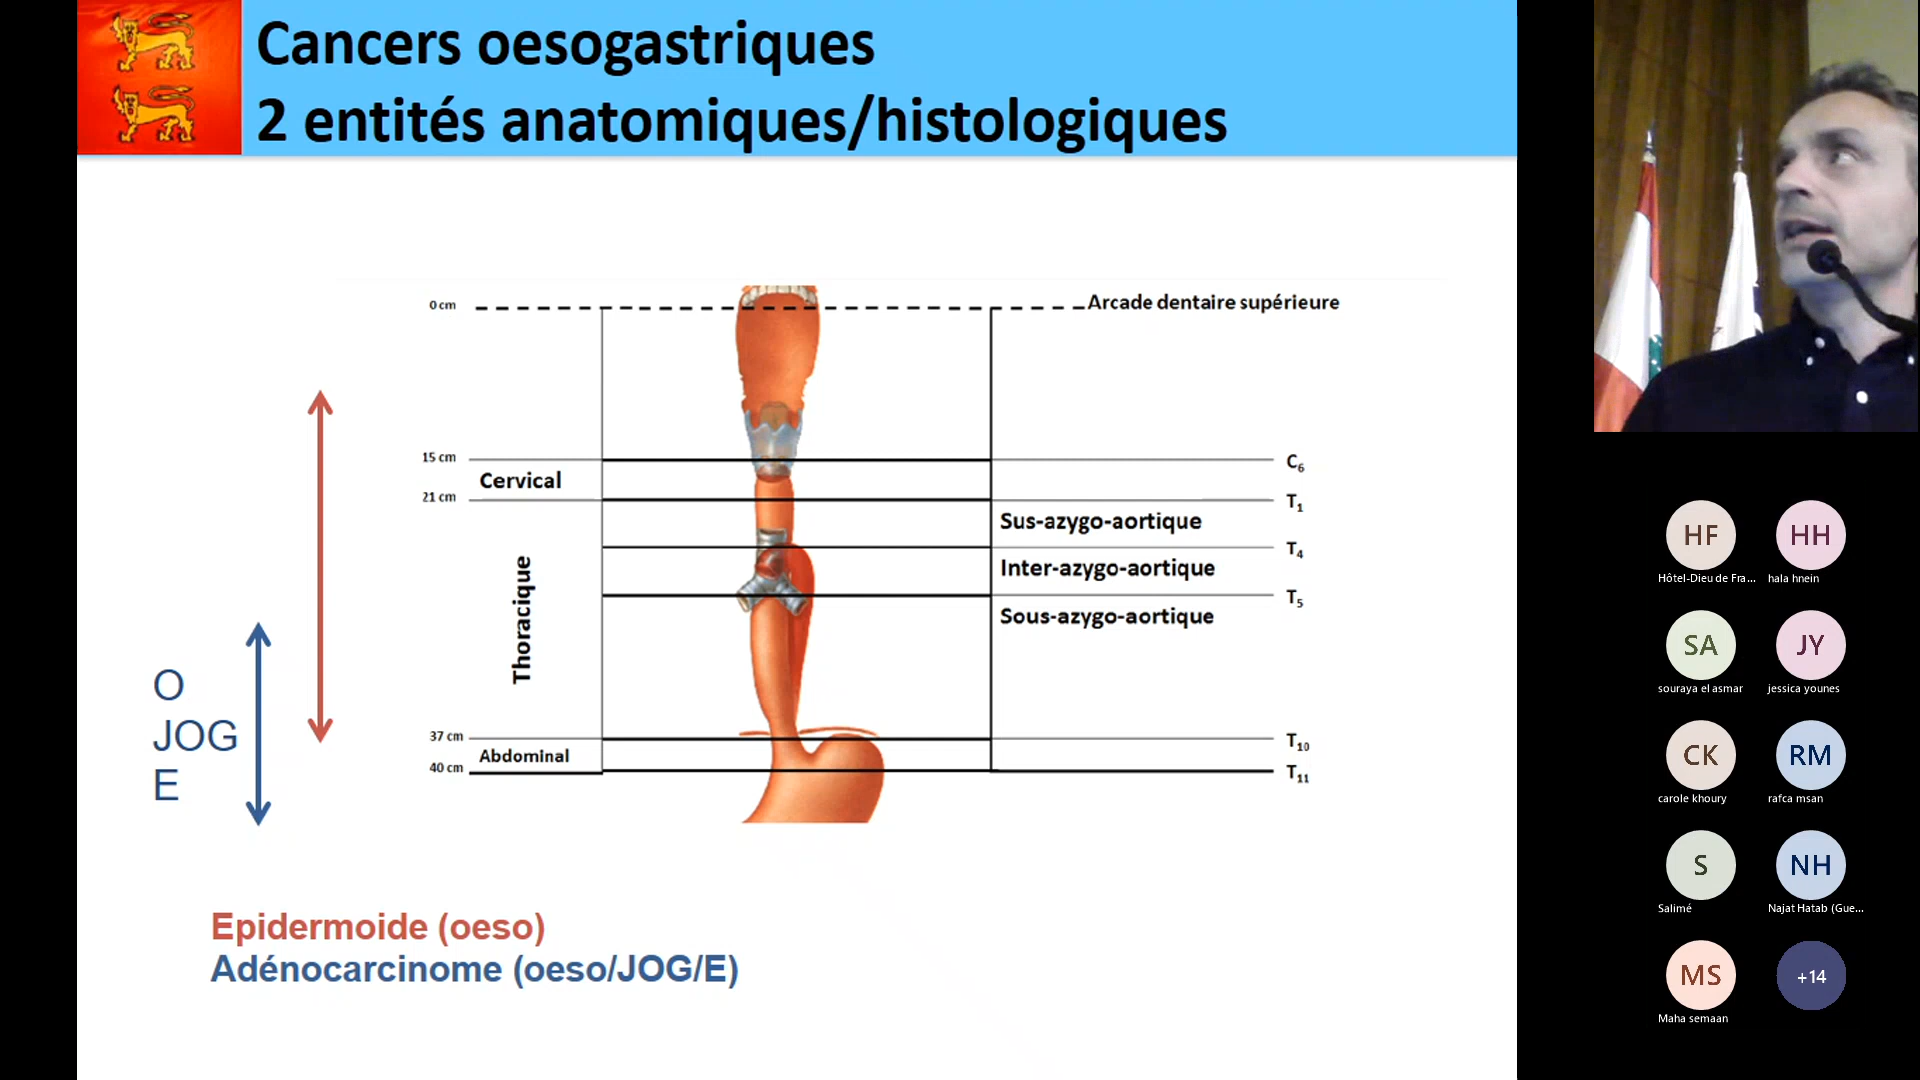 Cancers oesogastriques
2 entités anatomiques/histologiques
0 cm
Arcade dentaire supérieure
15 cm
C6
Cervical
21 cm
T1
Sus-azygo-aortique
T4
Inter-azygo-aortique
T5
Sous-azygo-aortique
Thoracique
O
JOG
E
37 cm
T10
Abdominal
40 cm
T11
Epidermoide (oeso)
Adénocarcinome (oeso/JOG/E)
HF
Hôtel-Dieu de Fra...
HH
hala hnein
SA
souraya el asmar
JY
jessica younes
CK
carole khoury
RM
rafca msan
S
Salimé
NH
Najat Hatab (Gue...
MS
Maha semaan
+14